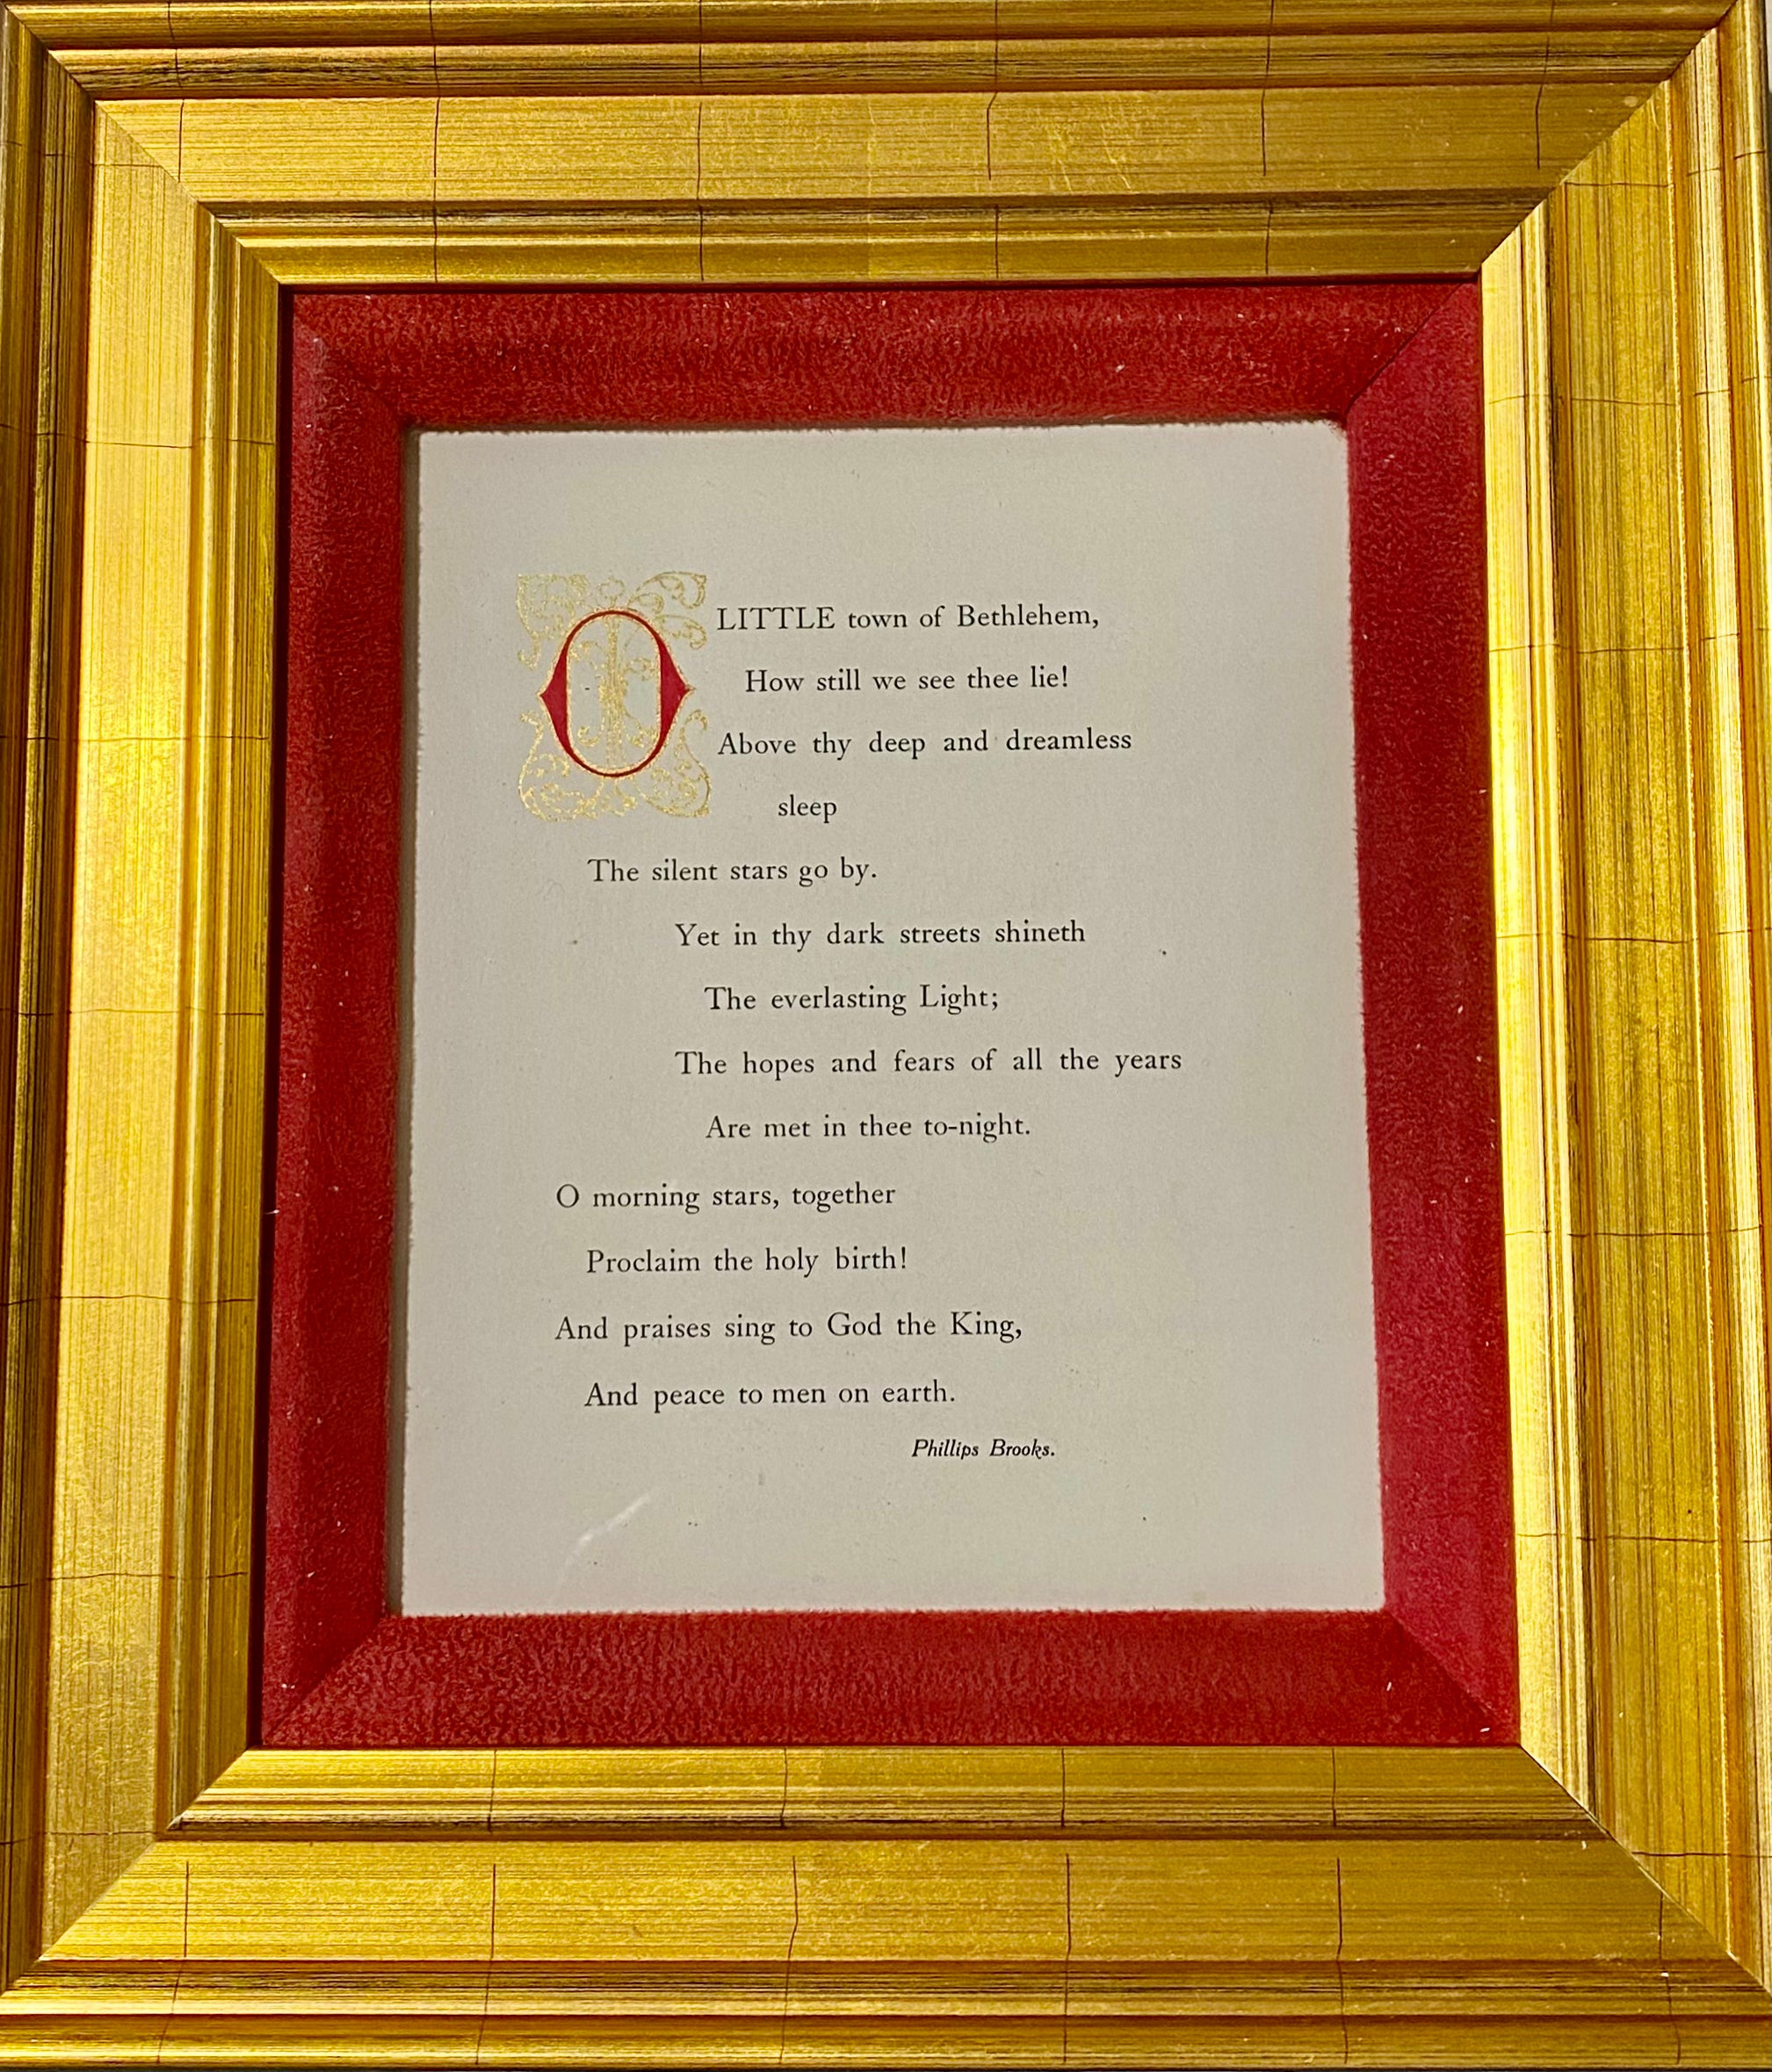 O LITTLE town of Bethlehem,
How still we see thee lie!
Above thy deep and dreamless
sleep
The silent stars go by.
Yet in thy dark streets shineth
The everlasting Light;
The hopes and fears of all the years
Are met in thee to-night.
O morning stars, together
Proclaim the holy birth!
And praises sing to God the King,
And peace to men on earth.
Phillips Brooks.